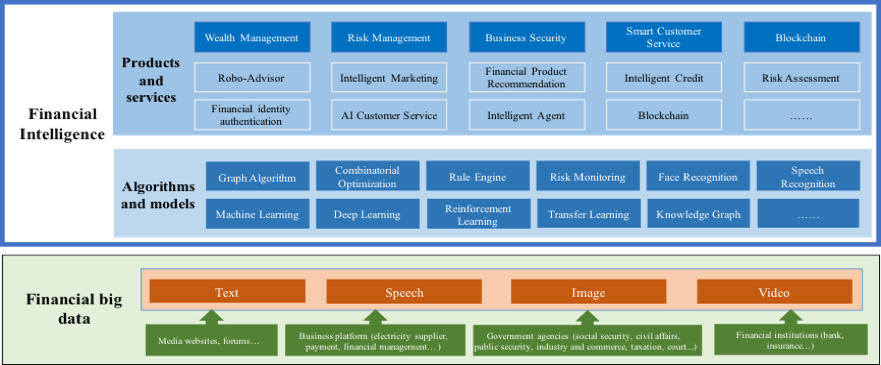 Financial
Intelligence
Products
and
services
Wealth Management
Risk Management
Business Security
Smart Customer
Service
Blockchain
Robo-Advisor
Intelligent Marketing
Financial Product
Recommendation
Intelligent Credit
Risk Assessment
Financial identity
authentication
AI Customer Service
Intelligent Agent
Blockchain
……
Algorithms
and models
Graph Algorithm
Combinatorial
Optimization
Rule Engine
Risk Monitoring
Face Recognition
Speech
Recognition
Machine Learning
Deep Learning
Reinforcement
Learning
Transfer Learning
Knowledge Graph
……
Financial big
data
Text
Speech
Image
Video
Media websites, forums…
Business platform (electricity supplier,
payment, financial management… )
Government agencies (social security, civil affairs,
public security, industry and commerce, taxation, court...)
Financial institutions (bank,
insurance...)